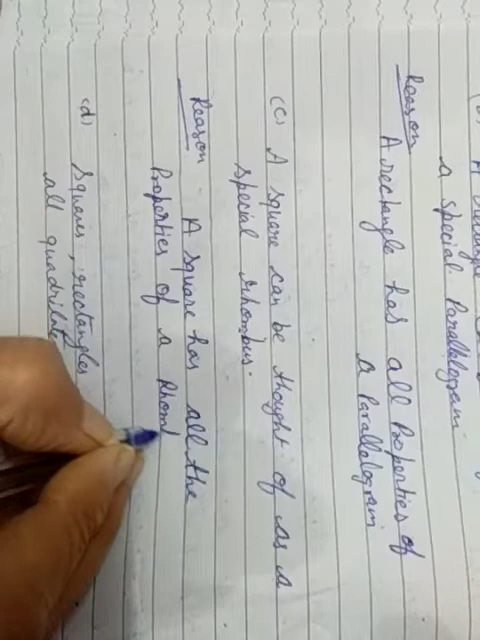 a special Parallelogram.
Reason A rectangle has all Properties of
a Parallelogram
(C) A square can be thought of as a
special rhombus.
Reason A square has all the
Properties of a Rhom
(d) Squares, rectangles
all quadrilat